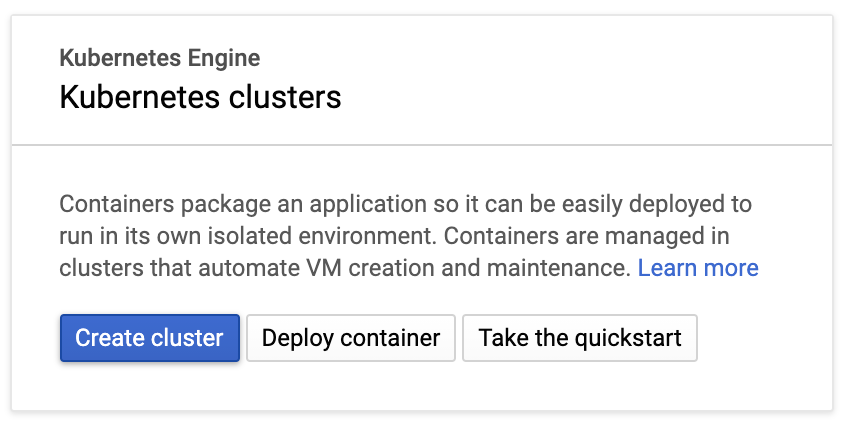 Kubernetes Engine
Kubernetes clusters
Containers package an application so it can be easily deployed to
run in its own isolated environment. Containers are managed in
clusters that automate VM creation and maintenance. Learn more
Create cluster Deploy container Take the quickstart